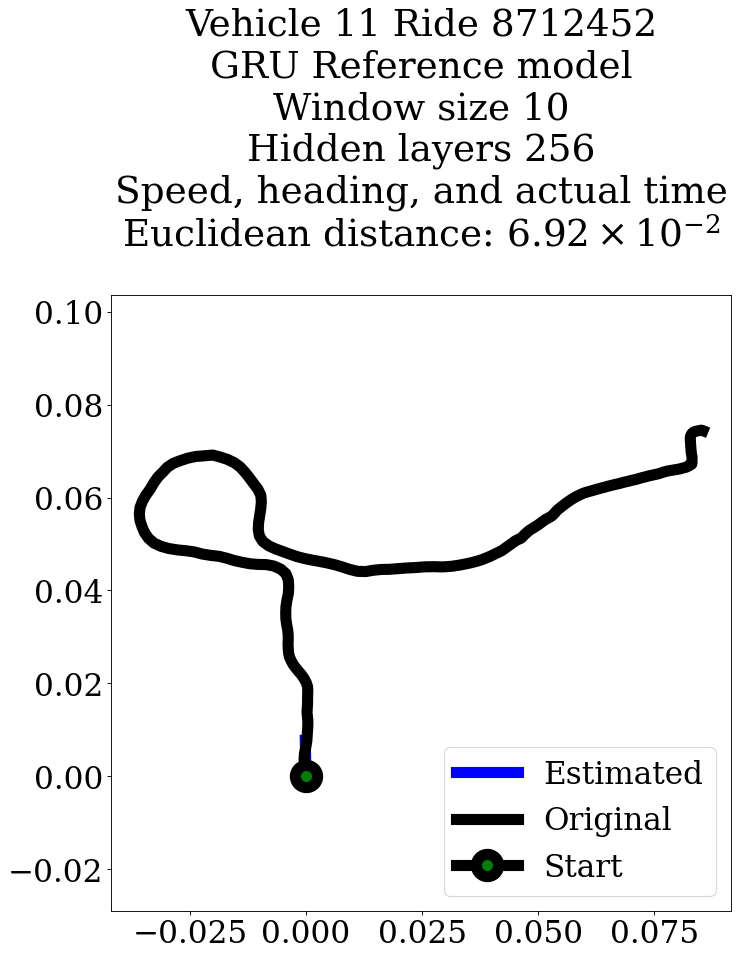 Vehicle 11 Ride 8712452
GRU Reference model
Window size 10
Hidden layers 256
Speed, heading, and actual time
Euclidean distance: 6.92 × 10⁻²
0.10
0.08
0.06
0.04
0.02
0.00
−0.02
Estimated
Original
Start
−0.025 0.000 0.025 0.050 0.075